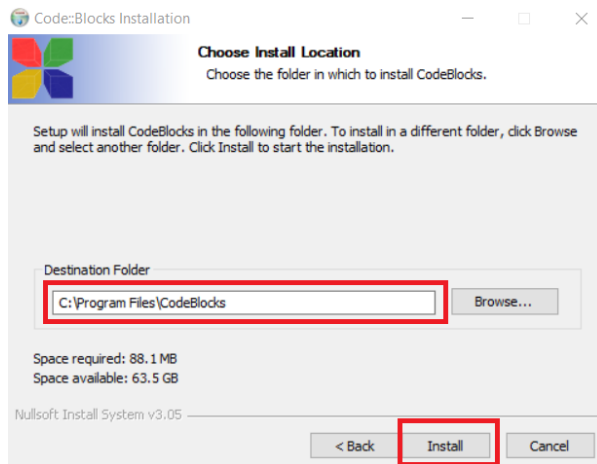 Code::Blocks Installation
Choose Install Location
Choose the folder in which to install CodeBlocks.
Setup will install CodeBlocks in the following folder. To install in a different folder, click Browse
and select another folder. Click Install to start the installation.
Destination Folder
C:\Program Files\CodeBlocks
Browse...
Space required: 88.1 MB
Space available: 63.5 GB
Nullsoft Install System v3.05
< Back Install Cancel